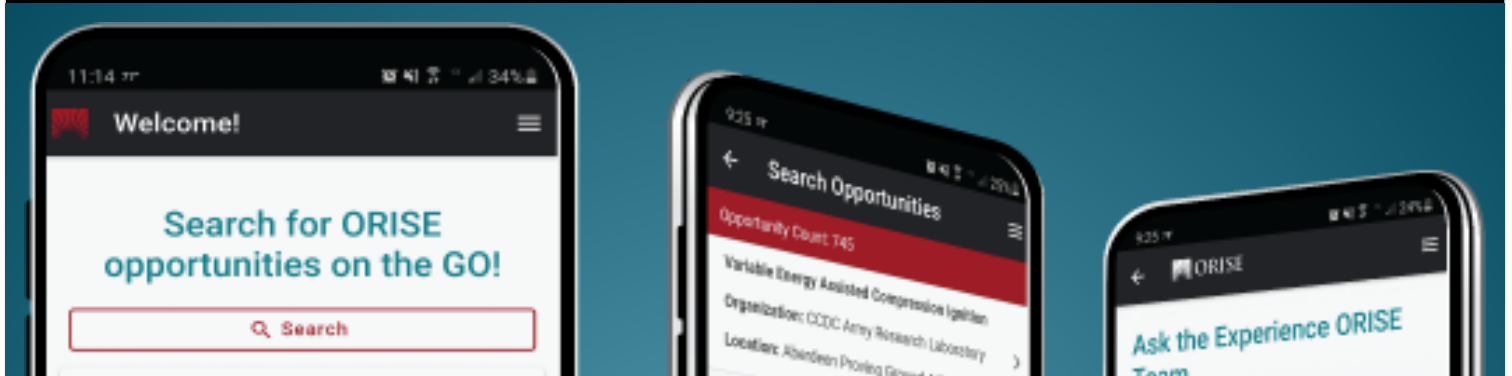 11:14
34%
Welcome!
Search for ORISE
opportunities on the GO!
Search
9:25
Search Opportunities
Opportunity Count: 745
Variable Energy Assisted Compression Ignition
Organization: CCDC Army Research Laboratory
Location: Aberdeen Proving Ground
9:25
ORISE
Ask the Experience ORISE
Team